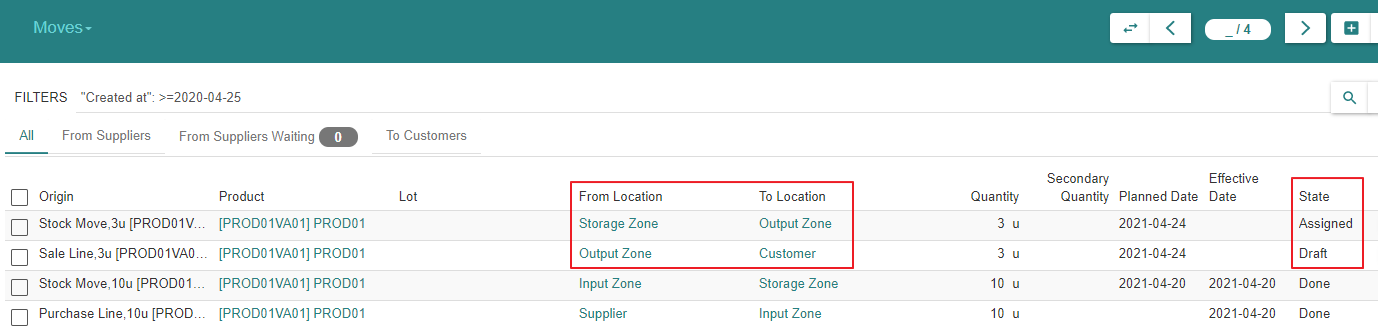 Moves
_ / 4
FILTERS "Created at": >=2020-04-25
All From Suppliers From Suppliers Waiting 0 To Customers
Origin Product Lot From Location To Location Quantity Secondary Quantity Planned Date Effective Date State
Stock Move,3u [PROD01V... [PROD01VA01] PROD01 Storage Zone Output Zone 3 u 2021-04-24 Assigned
Sale Line,3u [PROD01VA0... [PROD01VA01] PROD01 Output Zone Customer 3 u 2021-04-24 Draft
Stock Move,10u [PROD01... [PROD01VA01] PROD01 Input Zone Storage Zone 10 u 2021-04-20 2021-04-20 Done
Purchase Line,10u [PROD... [PROD01VA01] PROD01 Supplier Input Zone 10 u 2021-04-20 Done